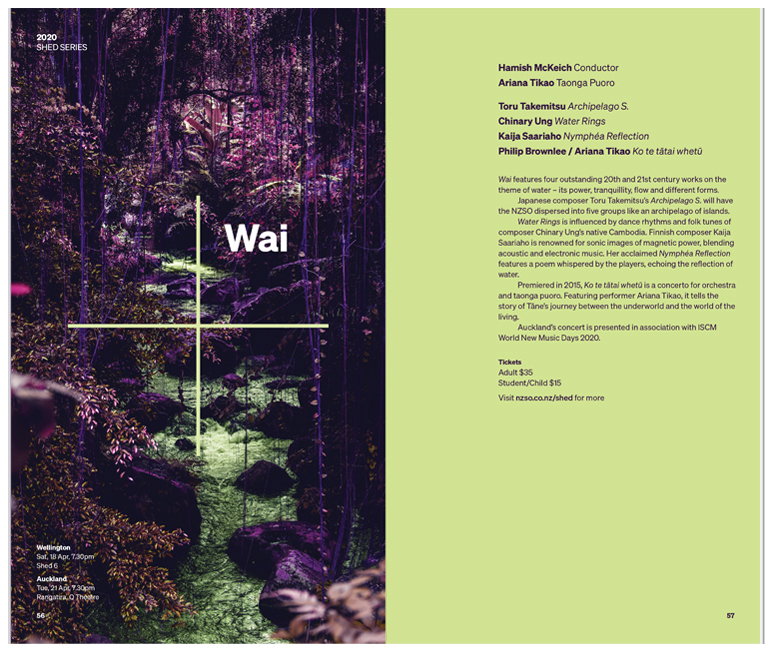 2020
SHED SERIES
Wai
Wellington
Sat, 18 Apr, 7.30pm
Shed 6
Auckland
Tue, 21 Apr, 7.30pm
Rangatira, Q Theatre
56
Hamish McKeich Conductor
Ariana Tikao Taonga Puoro
Toru Takemitsu Archipelago S.
Chinary Ung Water Rings
Kaija Saariaho Nymphéa Reflection
Philip Brownlee / Ariana Tikao Ko te tātai whetū
Wai features four outstanding 20th and 21st century works on the
theme of water – its power, tranquillity, flow and different forms.
Japanese composer Toru Takemitsu's Archipelago S. will have
the NZSO dispersed into five groups like an archipelago of islands.
Water Rings is influenced by dance rhythms and folk tunes of
composer Chinary Ung's native Cambodia. Finnish composer Kaija
Saariaho is renowned for sonic images of magnetic power, blending
acoustic and electronic music. Her acclaimed Nymphéa Reflection
features a poem whispered by the players, echoing the reflection of
water.
Premiered in 2015, Ko te tātai whetū is a concerto for orchestra
and taonga puoro. Featuring performer Ariana Tikao, it tells the
story of Tāne's journey between the underworld and the world of the
living.
Auckland's concert is presented in association with ISCM
World New Music Days 2020.
Tickets
Adult $35
Student/Child $15
Visit nzso.co.nz/shed for more
57